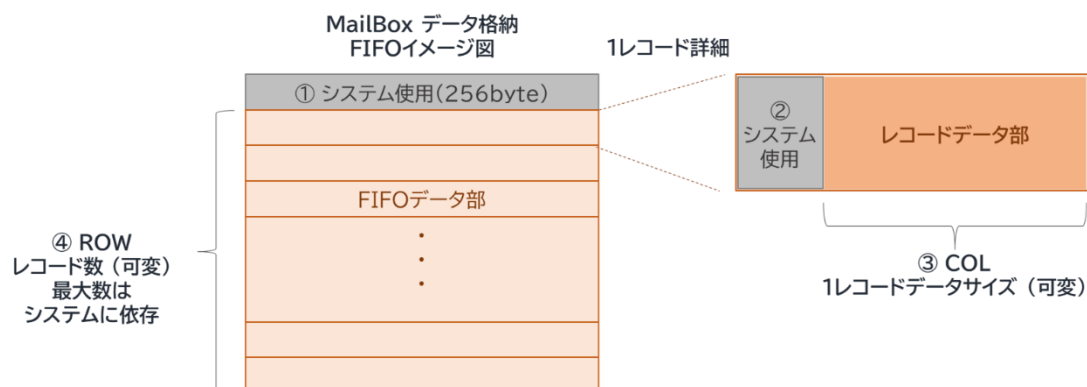 MailBox データ格納
FIFOイメージ図
1レコード詳細
① システム使用(256byte)
②
システム
使用
レコードデータ部
FIFOデータ部
・
・
・
④ ROW
レコード数（可変）
最大数は
システムに依存
③ COL
1レコードデータサイズ（可変）